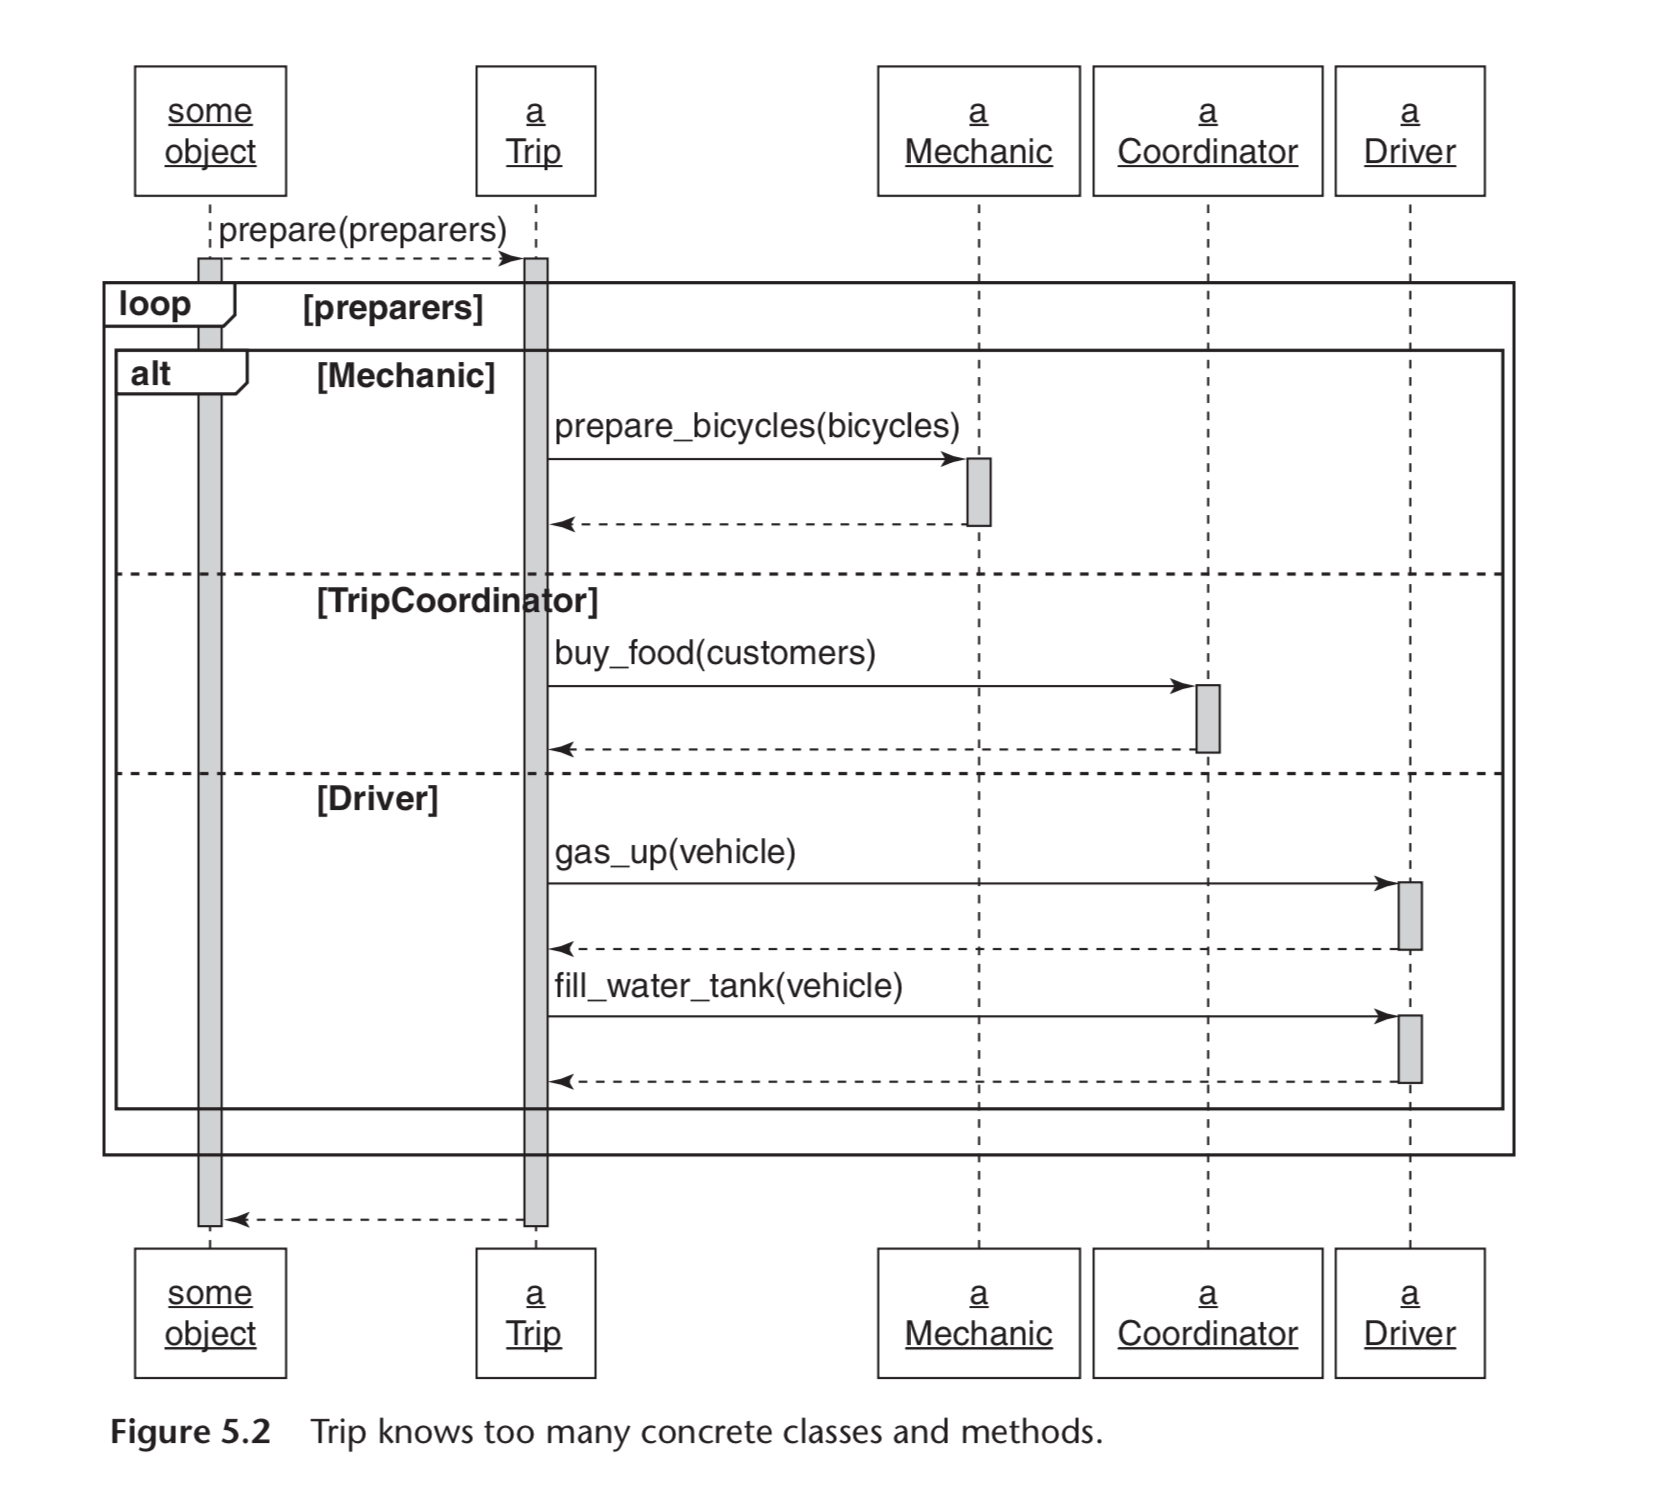 some
object
a
Trip
a
Mechanic
a
Coordinator
a
Driver
prepare(preparers)
loop
[preparers]
alt
[Mechanic]
prepare_bicycles(bicycles)
[TripCoordinator]
buy_food(customers)
[Driver]
gas_up(vehicle)
fill_water_tank(vehicle)
some
object
a
Trip
a
Mechanic
a
Coordinator
a
Driver
Figure 5.2 Trip knows too many concrete classes and methods.